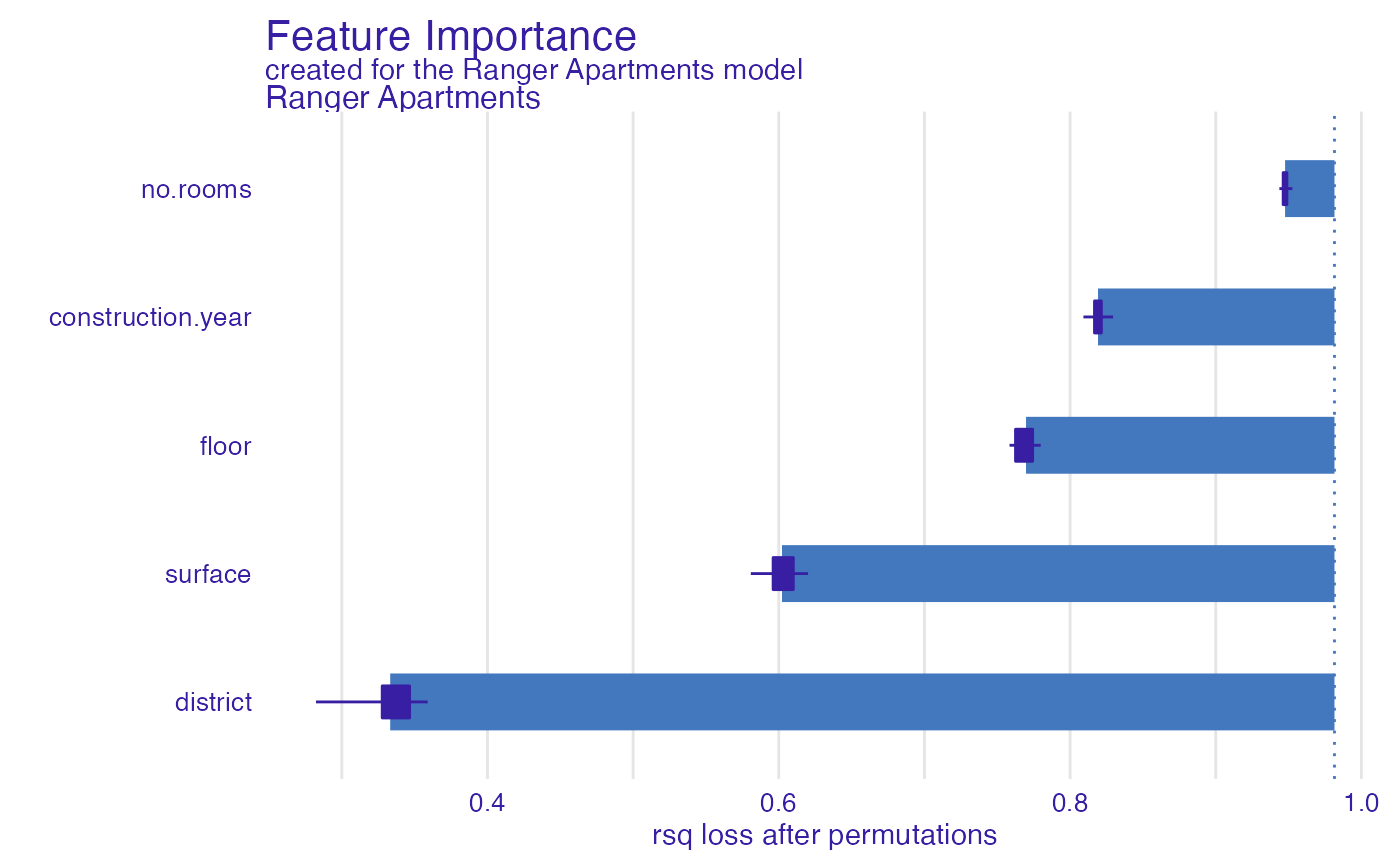 Feature Importance
created for the Ranger Apartments model
Ranger Apartments
no.rooms
construction.year
floor
surface
district
0.4 0.6 0.8 1.0
rsq loss after permutations